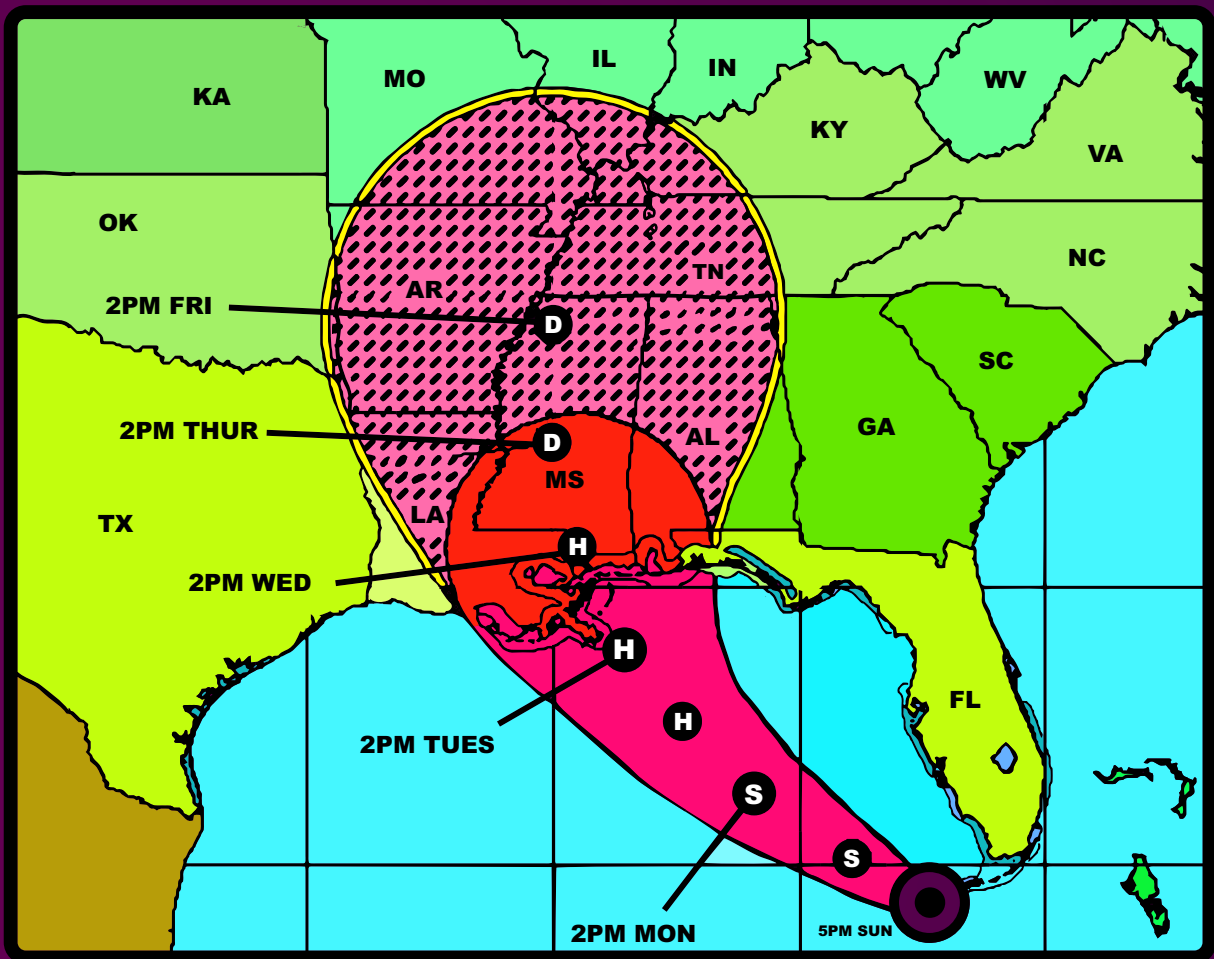 IL
IN
MO
WV
KA
KY
VA
OK
NC
TN
AR
2PM FRI
D
SC
GA
2PM THUR
D
AL
MS
LA
TX
H
2PM WED
H
FL
H
2PM TUES
S
S
2PM MON
5PM SUN